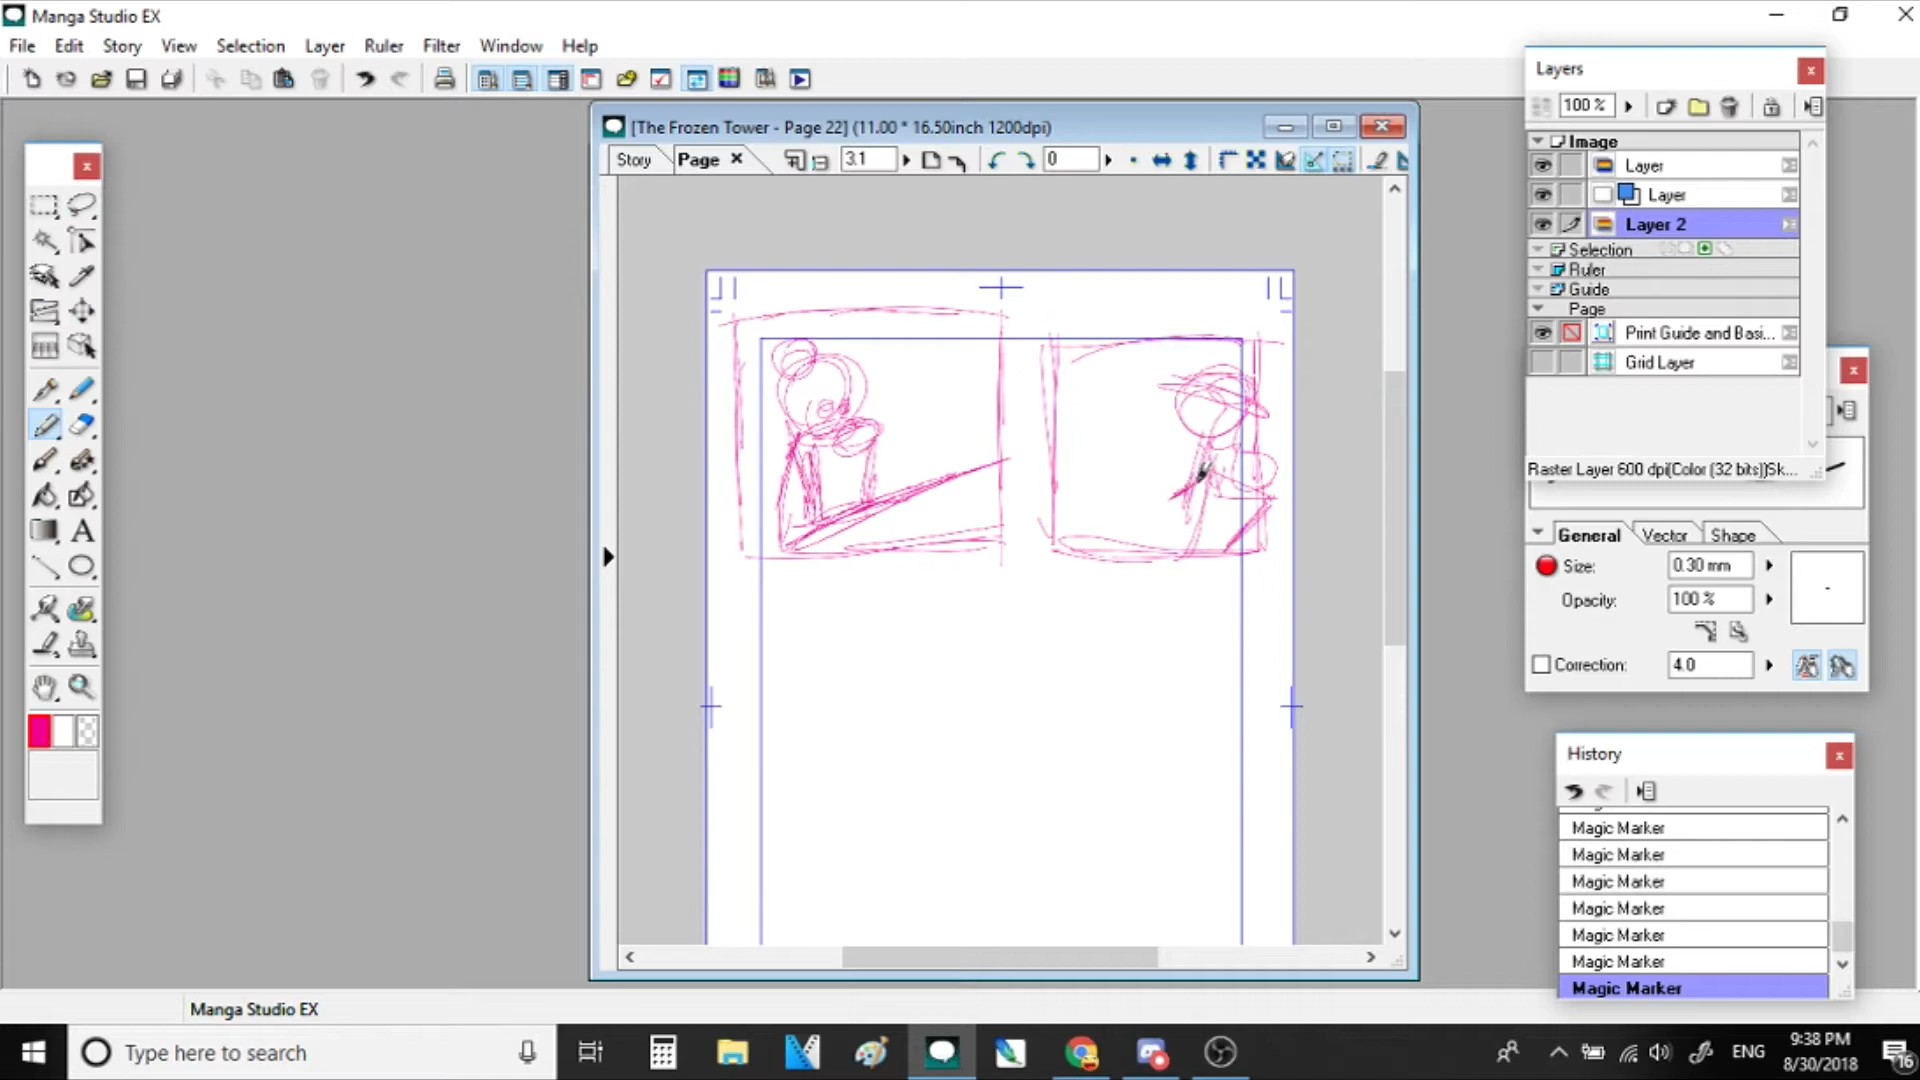 Manga Studio EX
File Edit Story View Selection Layer Ruler Filter Window Help
[The Frozen Tower - Page 22] (11.00 * 16.50inch 1200dpi)
Story Page 3.1 0
Layers
100 %
Image
Layer
Layer
Layer 2
Selection
Ruler
Guide
Page
Print Guide and Basi...
Grid Layer
Raster Layer 600 dpi(Color (32 bits))Sk...
General Vector Shape
Size: 0.30 mm
Opacity: 100 %
Correction: 4.0
A
History
Magic Marker
Magic Marker
Magic Marker
Magic Marker
Magic Marker
Magic Marker
Magic Marker
Manga Studio EX
Type here to search
ENG
9:38 PM
8/30/2018
16